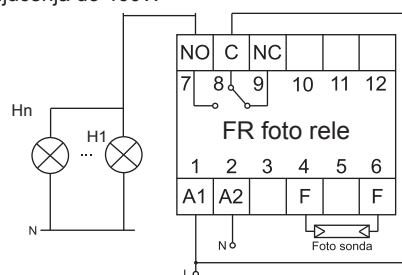 NO C NC
7 8 9 10 11 12
Hn
H1
...
FR foto rele
1 2 3 4 5 6
A1 A2 F F
N
N
Foto sonda
L